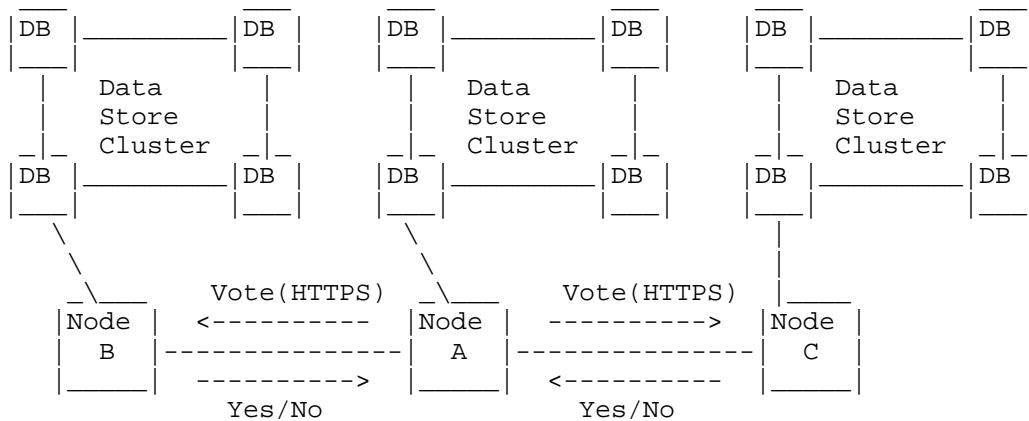 DB DB DB DB DB DB
Data Data Data
Store Store Store
Cluster Cluster Cluster
DB DB DB DB DB DB
Vote(HTTPS) Vote(HTTPS)
Node Node Node
B A C
Yes/No Yes/No